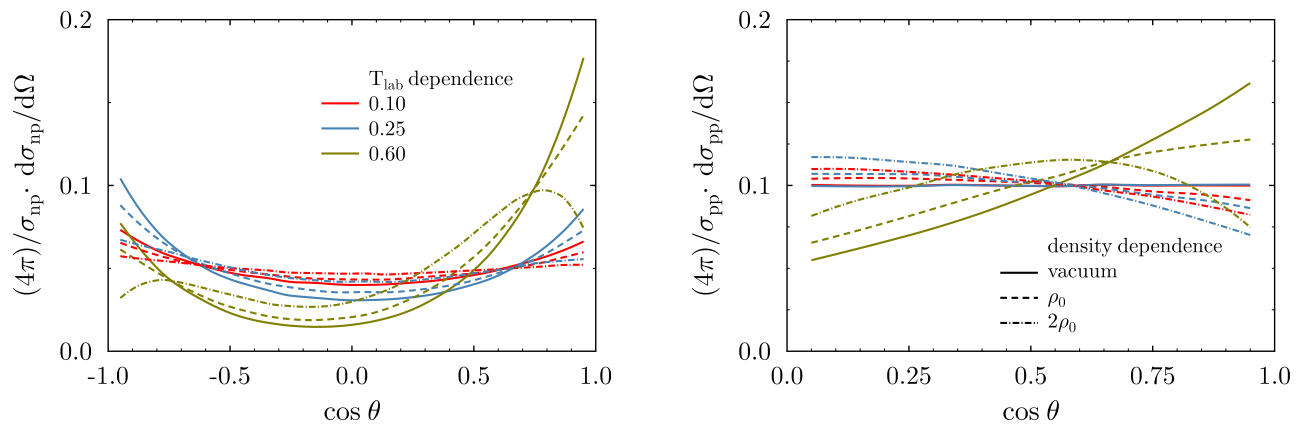 0.2
0.1
0.0
(4π)/σnp· dσnp/dΩ
Tlab dependence
0.10
0.25
0.60
-1.0 -0.5 0.0 0.5 1.0
cos θ
0.2
0.1
0.0
(4π)/σpp· dσpp/dΩ
density dependence
vacuum
ρ0
2ρ0
0.0 0.25 0.5 0.75 1.0
cos θ